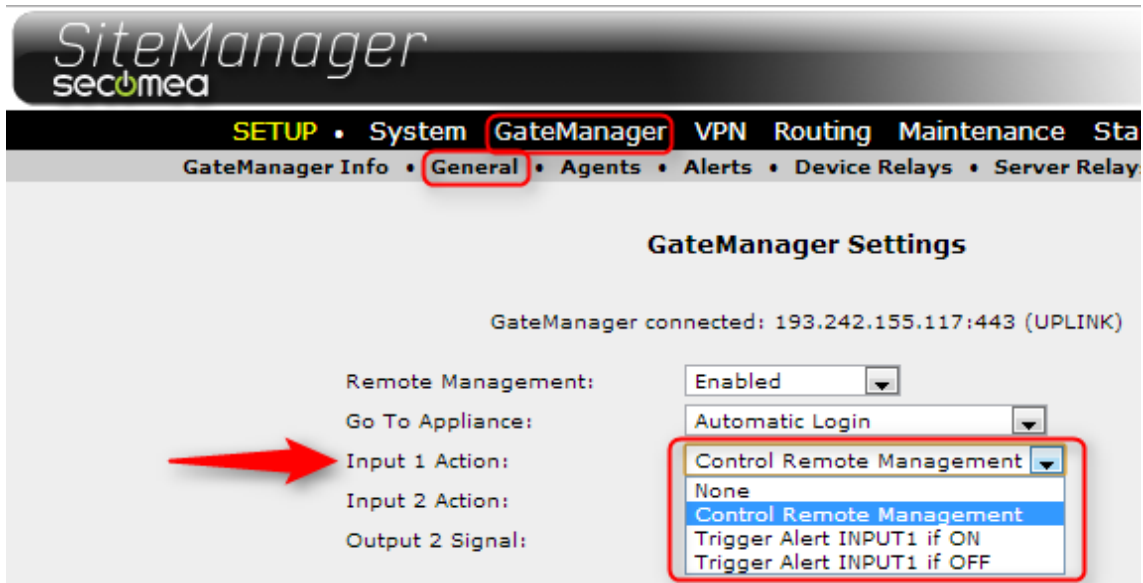 SiteManager
secomea
SETUP • System GateManager VPN Routing Maintenance Sta
GateManager Info • General • Agents • Alerts • Device Relays • Server Relay
GateManager Settings
GateManager connected: 193.242.155.117:443 (UPLINK)
Remote Management: Enabled
Go To Appliance: Automatic Login
Input 1 Action: Control Remote Management
None
Input 2 Action:
Control Remote Management
Output 2 Signal: Trigger Alert INPUT1 if ON
Trigger Alert INPUT1 if OFF